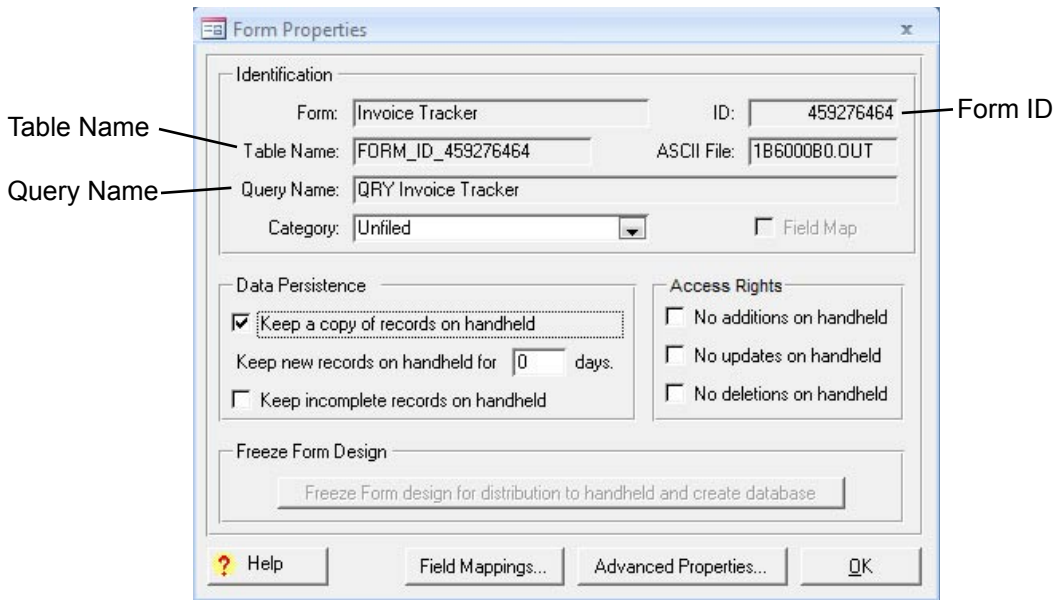 Form Properties x
Identification
Form: Invoice Tracker ID: 459276464
Form ID
Table Name
Table Name: FORM_ID_459276464 ASCII File: 1B6000B0.OUT
Query Name
Query Name: QRY Invoice Tracker
Category: Unfiled Field Map
Data Persistence
Keep a copy of records on handheld
Keep new records on handheld for 0 days.
Keep incomplete records on handheld
Access Rights
No additions on handheld
No updates on handheld
No deletions on handheld
Freeze Form Design
Freeze Form design for distribution to handheld and create database
? Help Field Mappings... Advanced Properties... OK